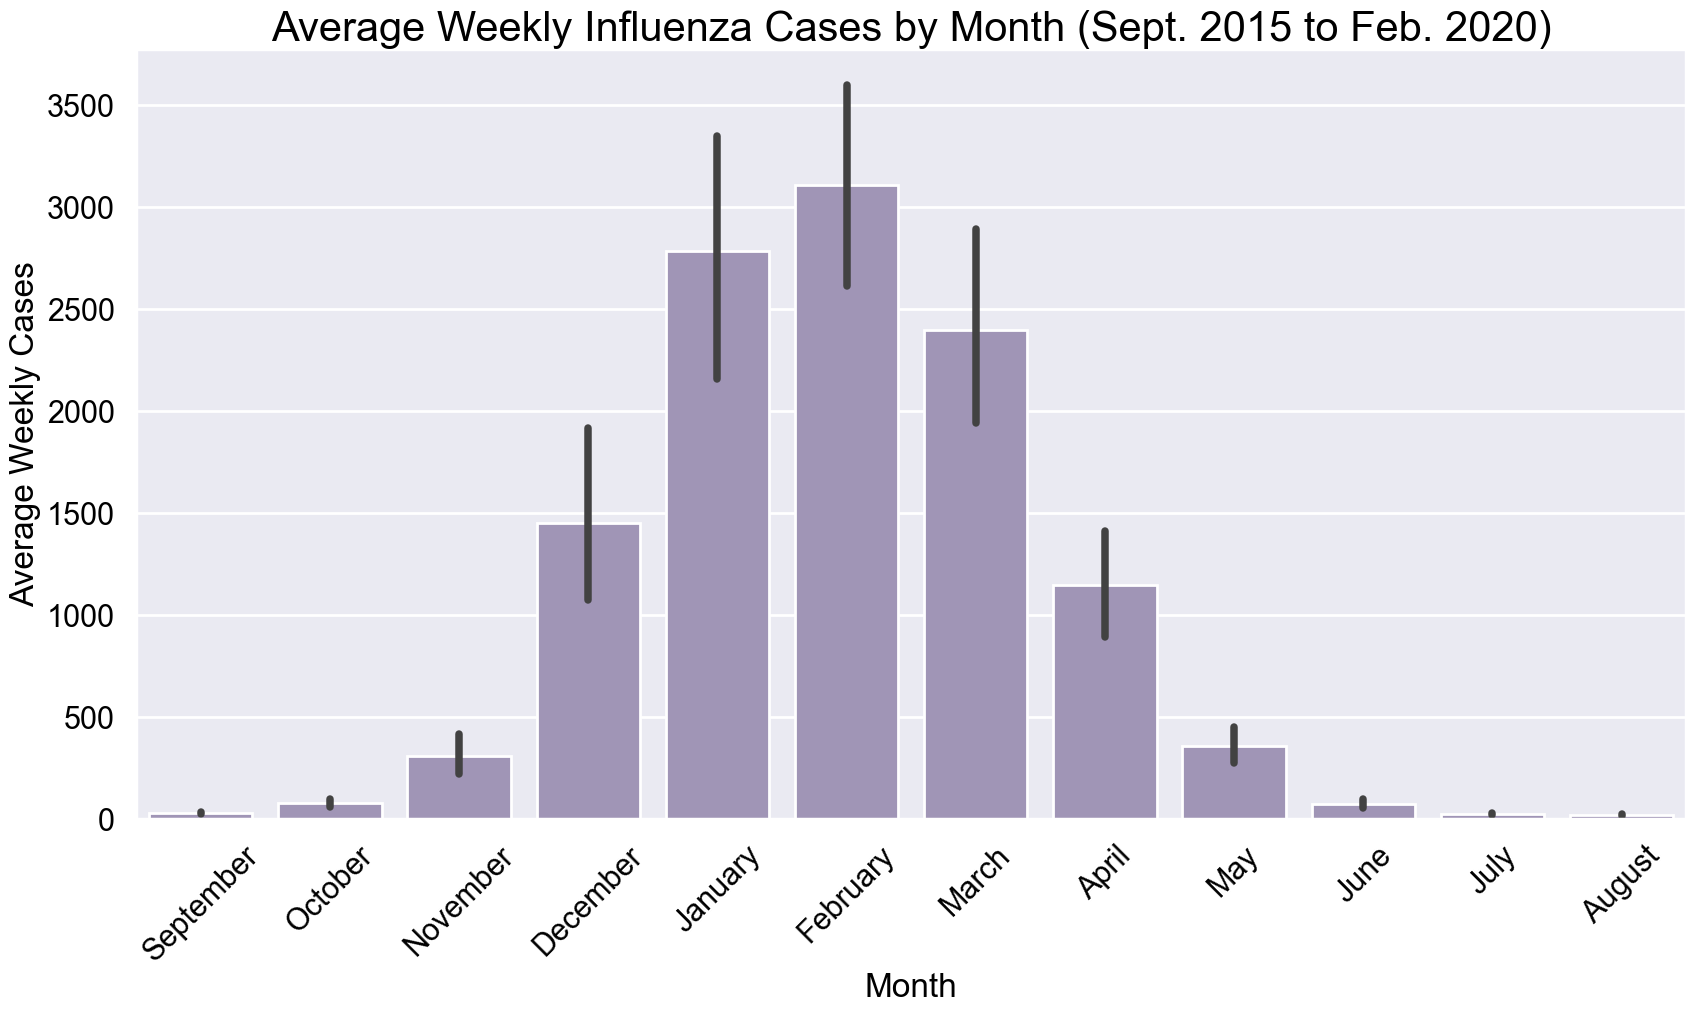 Average Weekly Influenza Cases by Month (Sept. 2015 to Feb. 2020)
Average Weekly Cases
3500
3000
2500
2000
1500
1000
500
0
September
October
November
December
January
February
March
April
May
June
July
August
Month